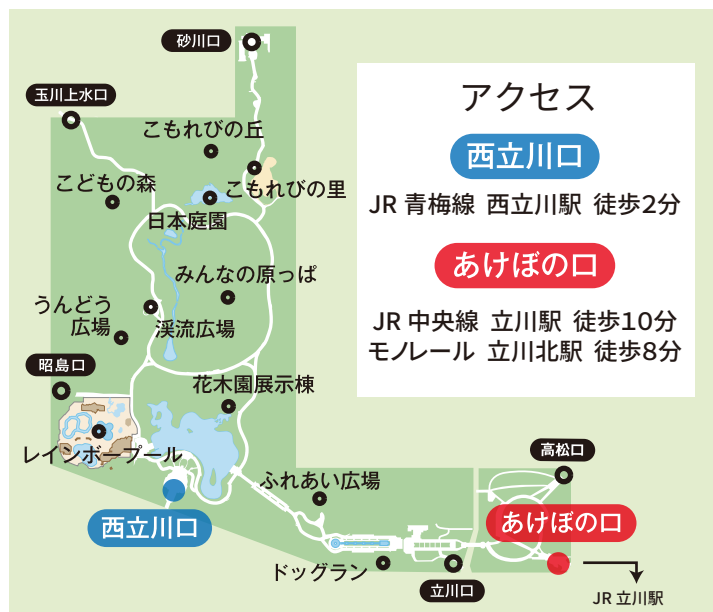 砂川口
玉川上水口
こもれびの丘
こどもの森
こもれびの里
日本庭園
みんなの原っぱ
うんどう
広場
渓流広場
昭島口
花木園展示棟
レインボープール
西立川口
ふれあい広場
高松口
あけぼの口
ドッグラン
立川口
JR 立川駅
アクセス
西立川口
JR 青梅線 西立川駅 徒歩2分
あけぼの口
JR 中央線 立川駅 徒歩10分
モノレール 立川北駅 徒歩8分